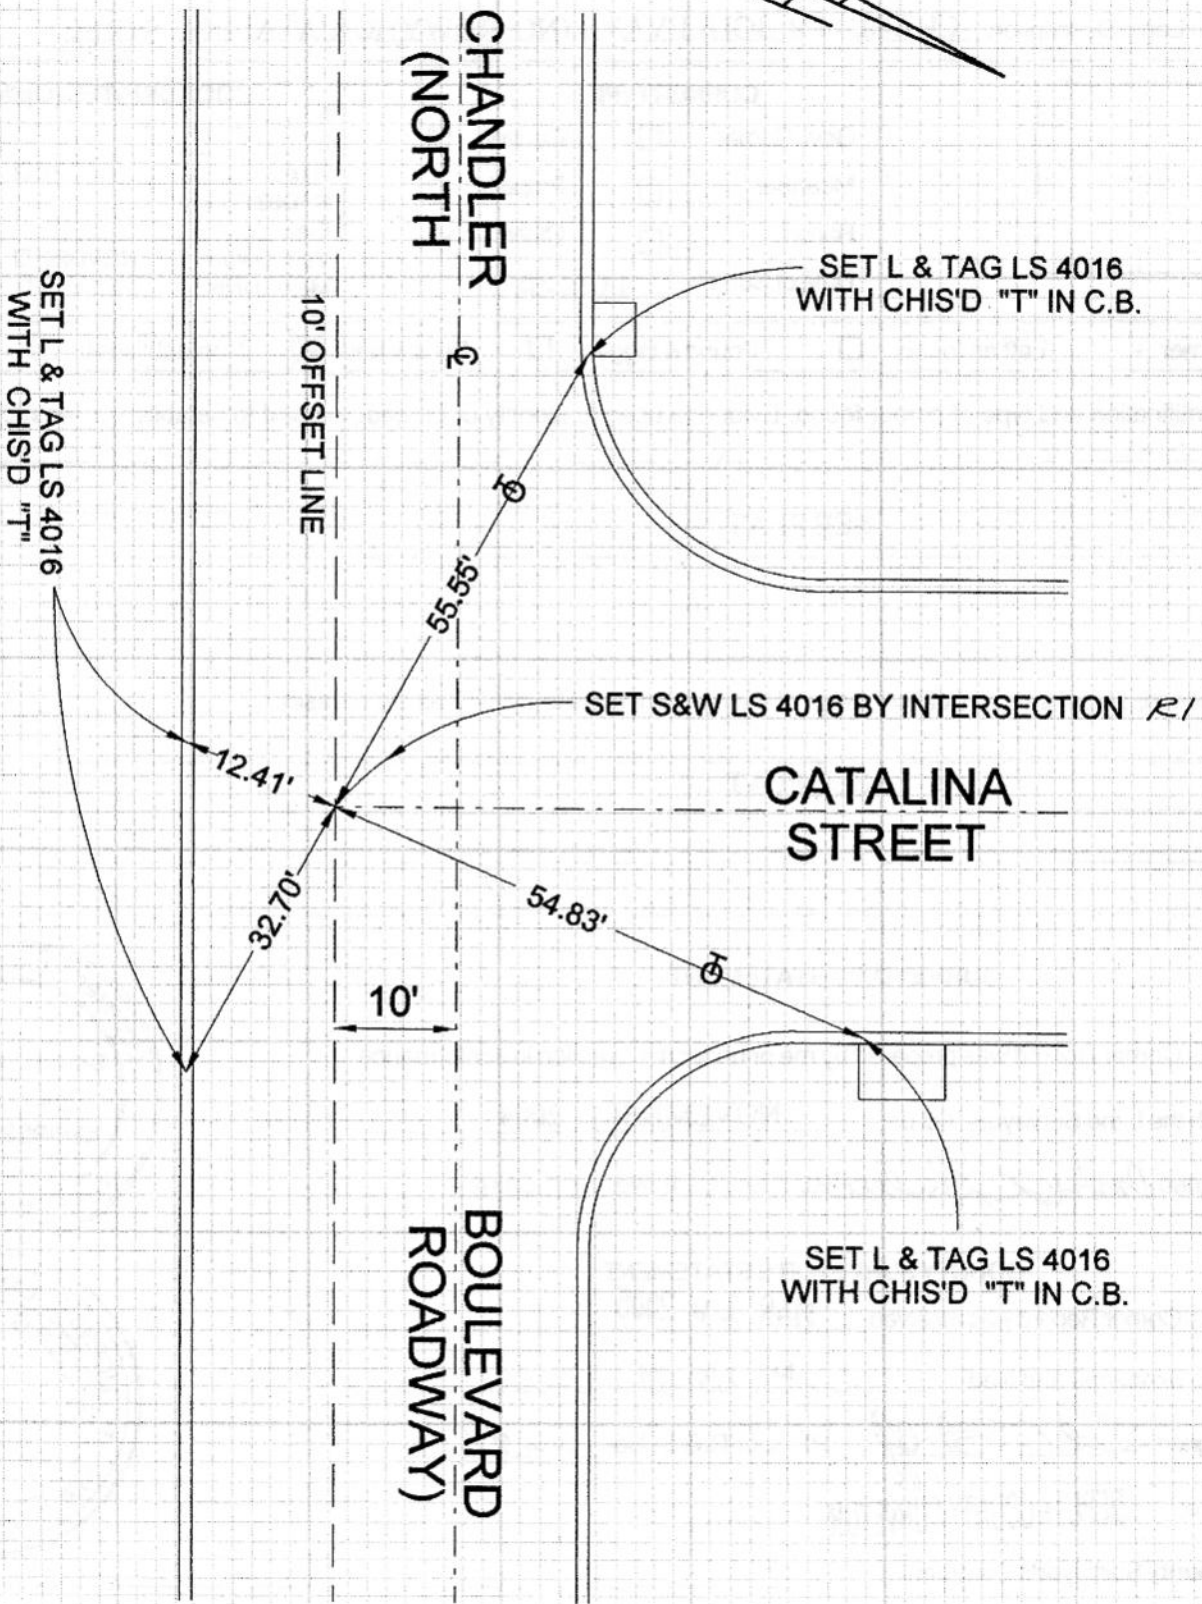 CHANDLER
(NORTH
SET L & TAG LS 4016
WITH CHIS'D "T" IN C.B.
SET L & TAG LS 4016
WITH CHIS'D "T"
10' OFFSET LINE
℄
55.55'
SET S&W LS 4016 BY INTERSECTION R1
12.41'
CATALINA
STREET
32.70'
54.83'
10'
BOULEVARD
ROADWAY)
SET L & TAG LS 4016
WITH CHIS'D "T" IN C.B.